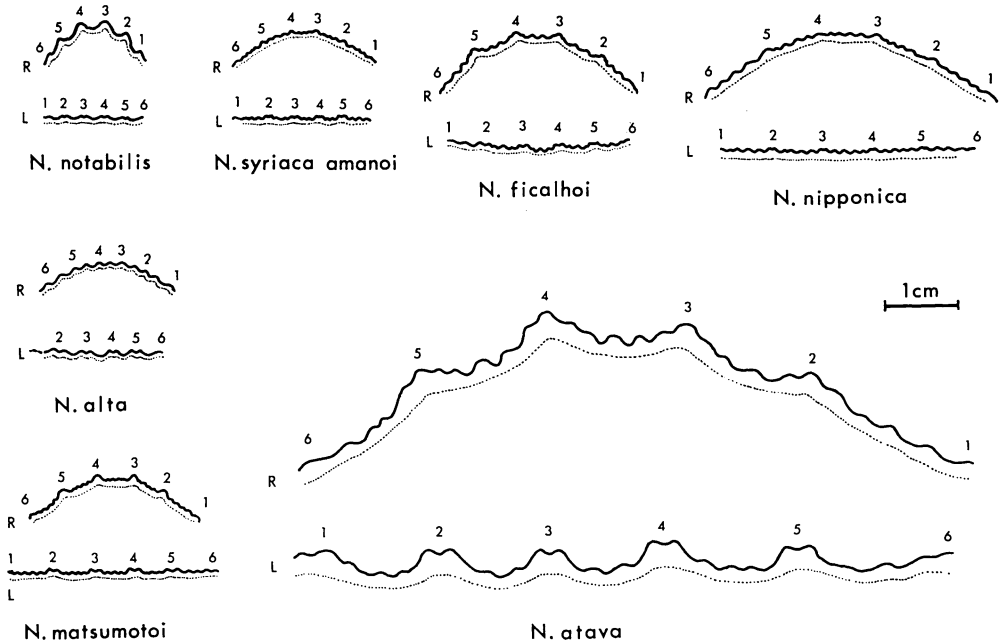 4 3
5 2
6 1
R
1 2 3 4 5 6
L
N. notabilis
4 3
5 2
6 1
R
1 2 3 4 5 6
L
N. syriaca amanoi
4 3
5 2
6 1
R
1 2 3 4 5 6
L
N. ficalhoi
4 3
5 2
6 1
R
1 2 3 4 5 6
L
N. nipponica
5 4 3 2
6 1
R
2 3 4 5 6
L
N. alta
1cm
4 3
5 2
6 1
R
1 2 3 4 5 6
L
N. matsumotoi
4
3
5 2
6 1
R
1 2 3 4 5 6
L
N. atava